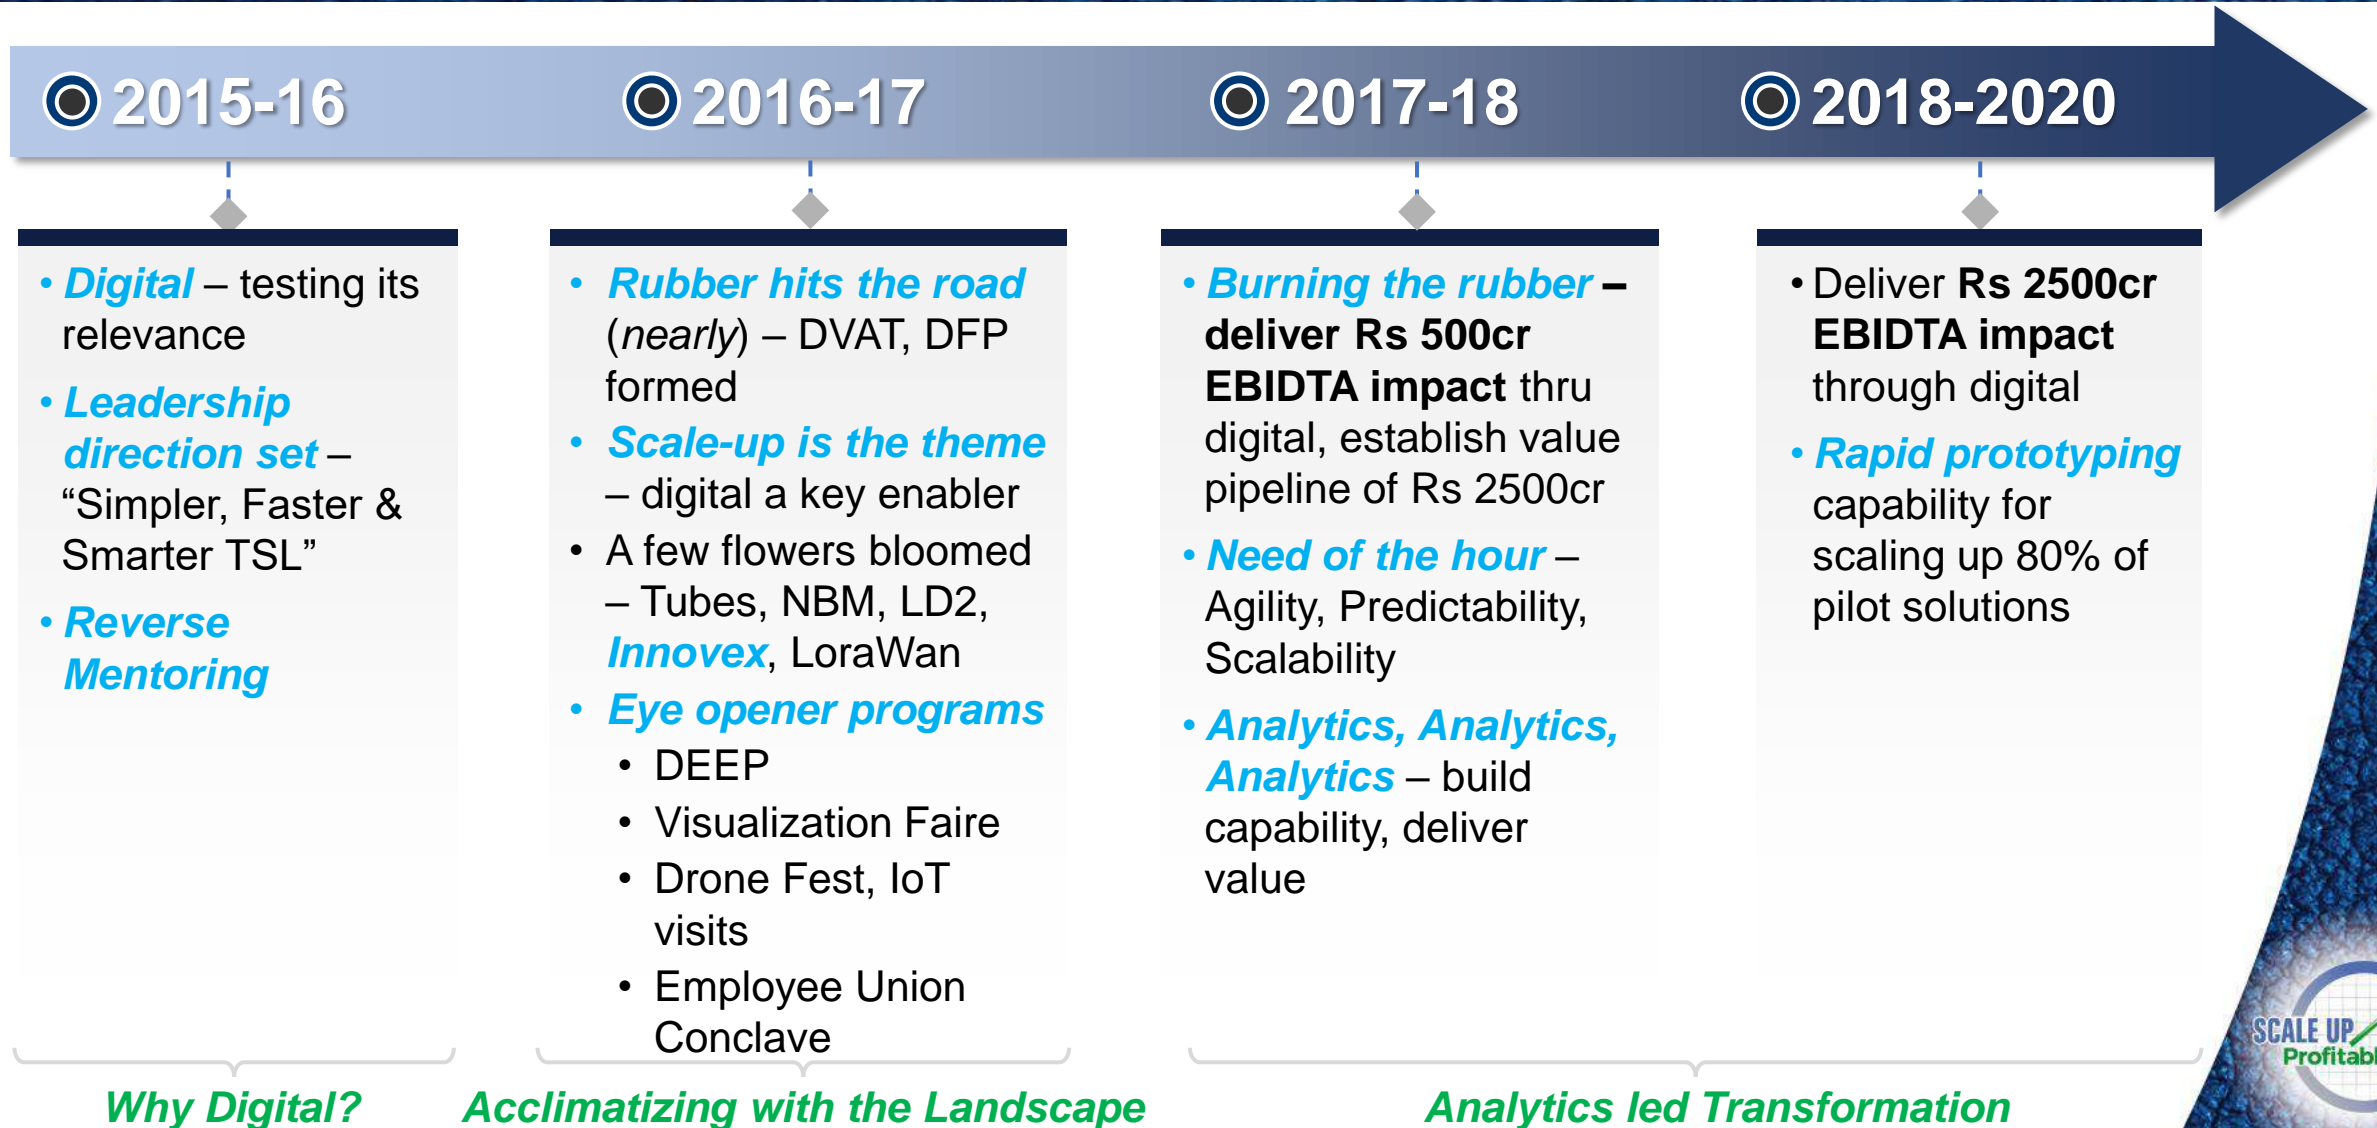 2015-16
2016-17
2017-18
2018-2020
• Digital – testing its
relevance
• Leadership
direction set –
“Simpler, Faster &
Smarter TSL”
• Reverse
Mentoring
• Rubber hits the road
(nearly) – DVAT, DFP
formed
• Scale-up is the theme
– digital a key enabler
• A few flowers bloomed
– Tubes, NBM, LD2,
Innovex, LoraWan
• Eye opener programs
• DEEP
• Visualization Faire
• Drone Fest, IoT
visits
• Employee Union
Conclave
• Burning the rubber –
deliver Rs 500cr
EBIDTA impact thru
digital, establish value
pipeline of Rs 2500cr
• Need of the hour –
Agility, Predictability,
Scalability
• Analytics, Analytics,
Analytics – build
capability, deliver
value
• Deliver Rs 2500cr
EBIDTA impact
through digital
• Rapid prototyping
capability for
scaling up 80% of
pilot solutions
Why Digital?
Acclimatizing with the Landscape
Analytics led Transformation
SCALE UP